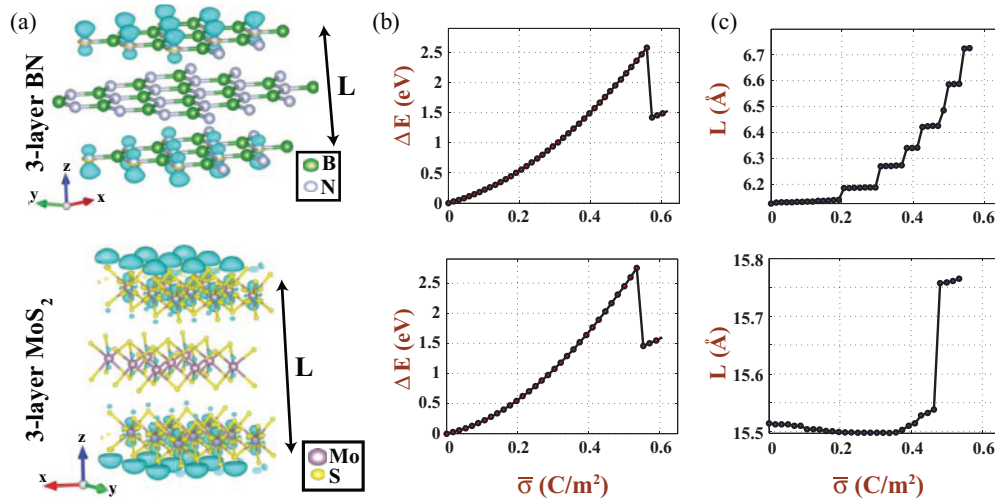 (a)
(b)
(c)
3-layer BN
L
B
N
z
y
x
ΔE (eV)
2.5
2
1.5
1
0.5
0
0
0.2
0.4
0.6
L (Å)
6.7
6.6
6.4
6.3
6.2
0
0.2
0.4
0.6
3-layer MoS2
L
Mo
S
z
x
y
ΔE (eV)
2.5
2
1.5
1
0.5
0
0
0.2
0.4
0.6
σ̅ (C/m²)
L (Å)
15.8
15.7
15.6
15.5
0
0.2
0.4
0.6
σ̅ (C/m²)